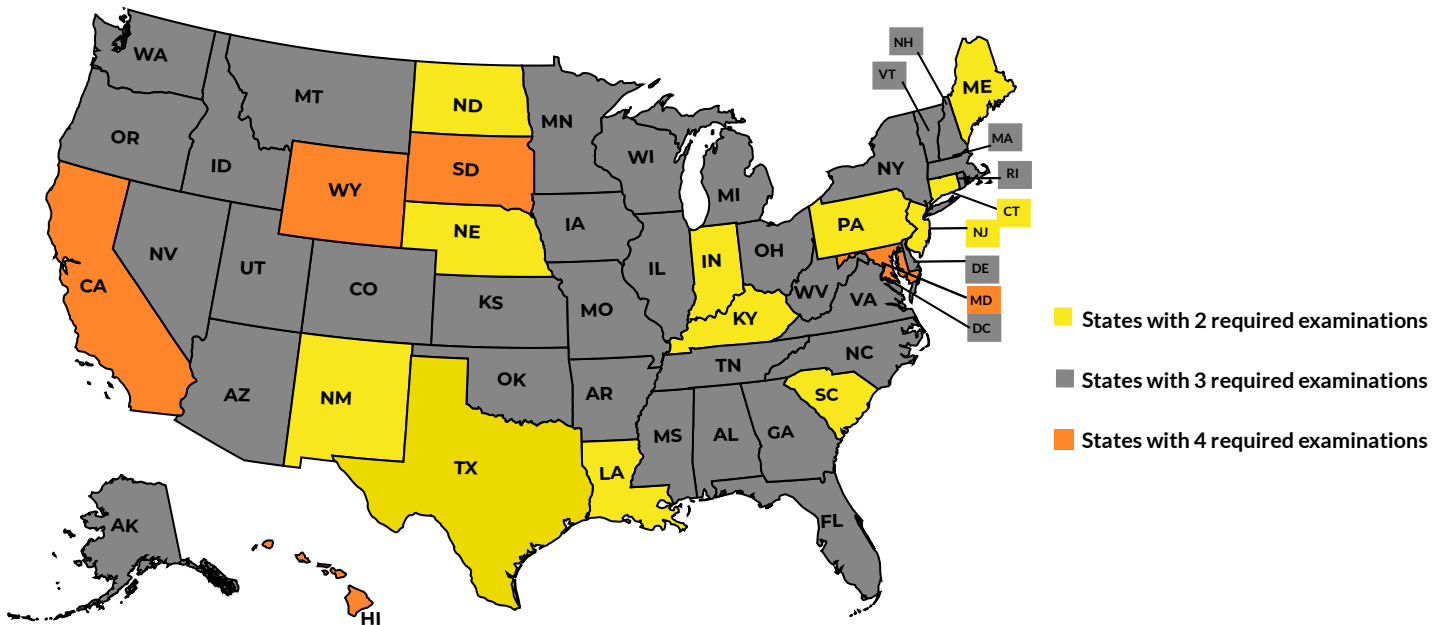 WA
MT
ND
MN
ME
NH
VT
OR
ID
WY
SD
WI
MI
NY
MA
RI
CT
NV
UT
CA
CO
NE
KS
IA
IL
IN
OH
PA
NJ
DE
MD
DC
WV
VA
MO
KY
AZ
NM
OK
AR
TN
NC
SC
TX
LA
MS
AL
GA
FL
AK
HI
States with 2 required examinations
States with 3 required examinations
States with 4 required examinations